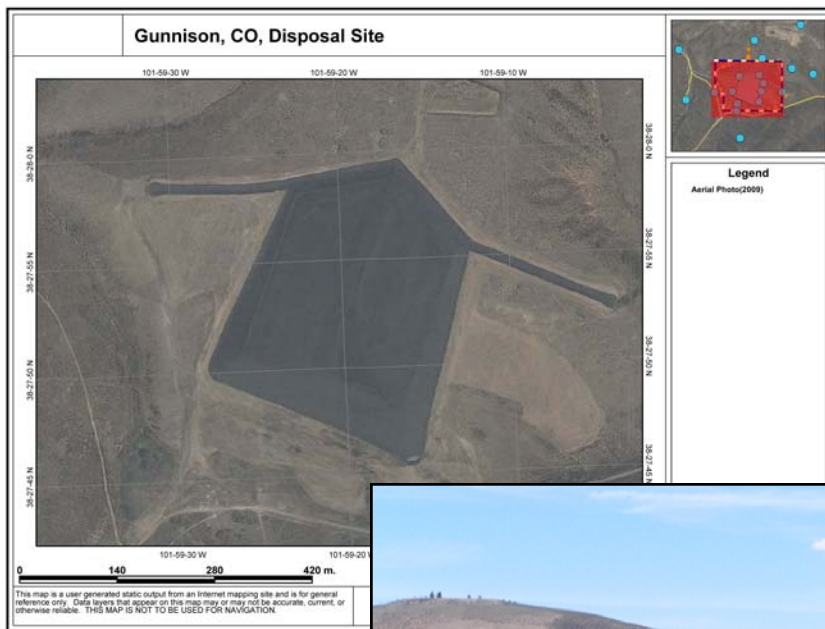 Gunnison, CO, Disposal Site
101-59-30 W
101-59-20 W
101-59-10 W
38-28-0 N
38-28-0 N
38-27-55 N
38-27-55 N
38-27-50 N
38-27-50 N
38-27-45 N
38-27-45 N
101-59-30 W
101-59-20
Legend
Aerial Photo(2009)
0 140 280 420 m.
This map is a user generated static output from an Internet mapping site and is for general
reference only. Data layers that appear on this map may or may not be accurate, current, or
otherwise reliable. THIS MAP IS NOT TO BE USED FOR NAVIGATION.